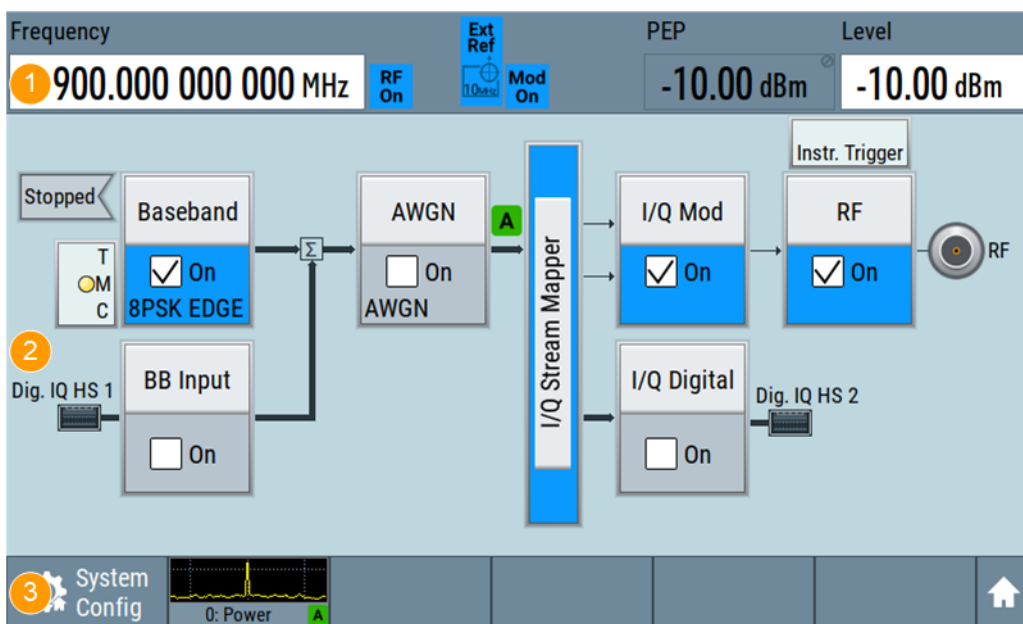 Frequency
Ext
Ref
PEP
Level
1
900.000 000 000 MHz
RF
On
10MHz
Mod
On
-10.00 dBm
-10.00 dBm
Instr. Trigger
Stopped
Baseband
On
8PSK EDGE
T
M
C
Σ
AWGN
On
AWGN
A
I/Q Stream Mapper
I/Q Mod
On
RF
On
RF
2
Dig. IQ HS 1
BB Input
On
I/Q Digital
On
Dig. IQ HS 2
3
System
Config
0: Power
A